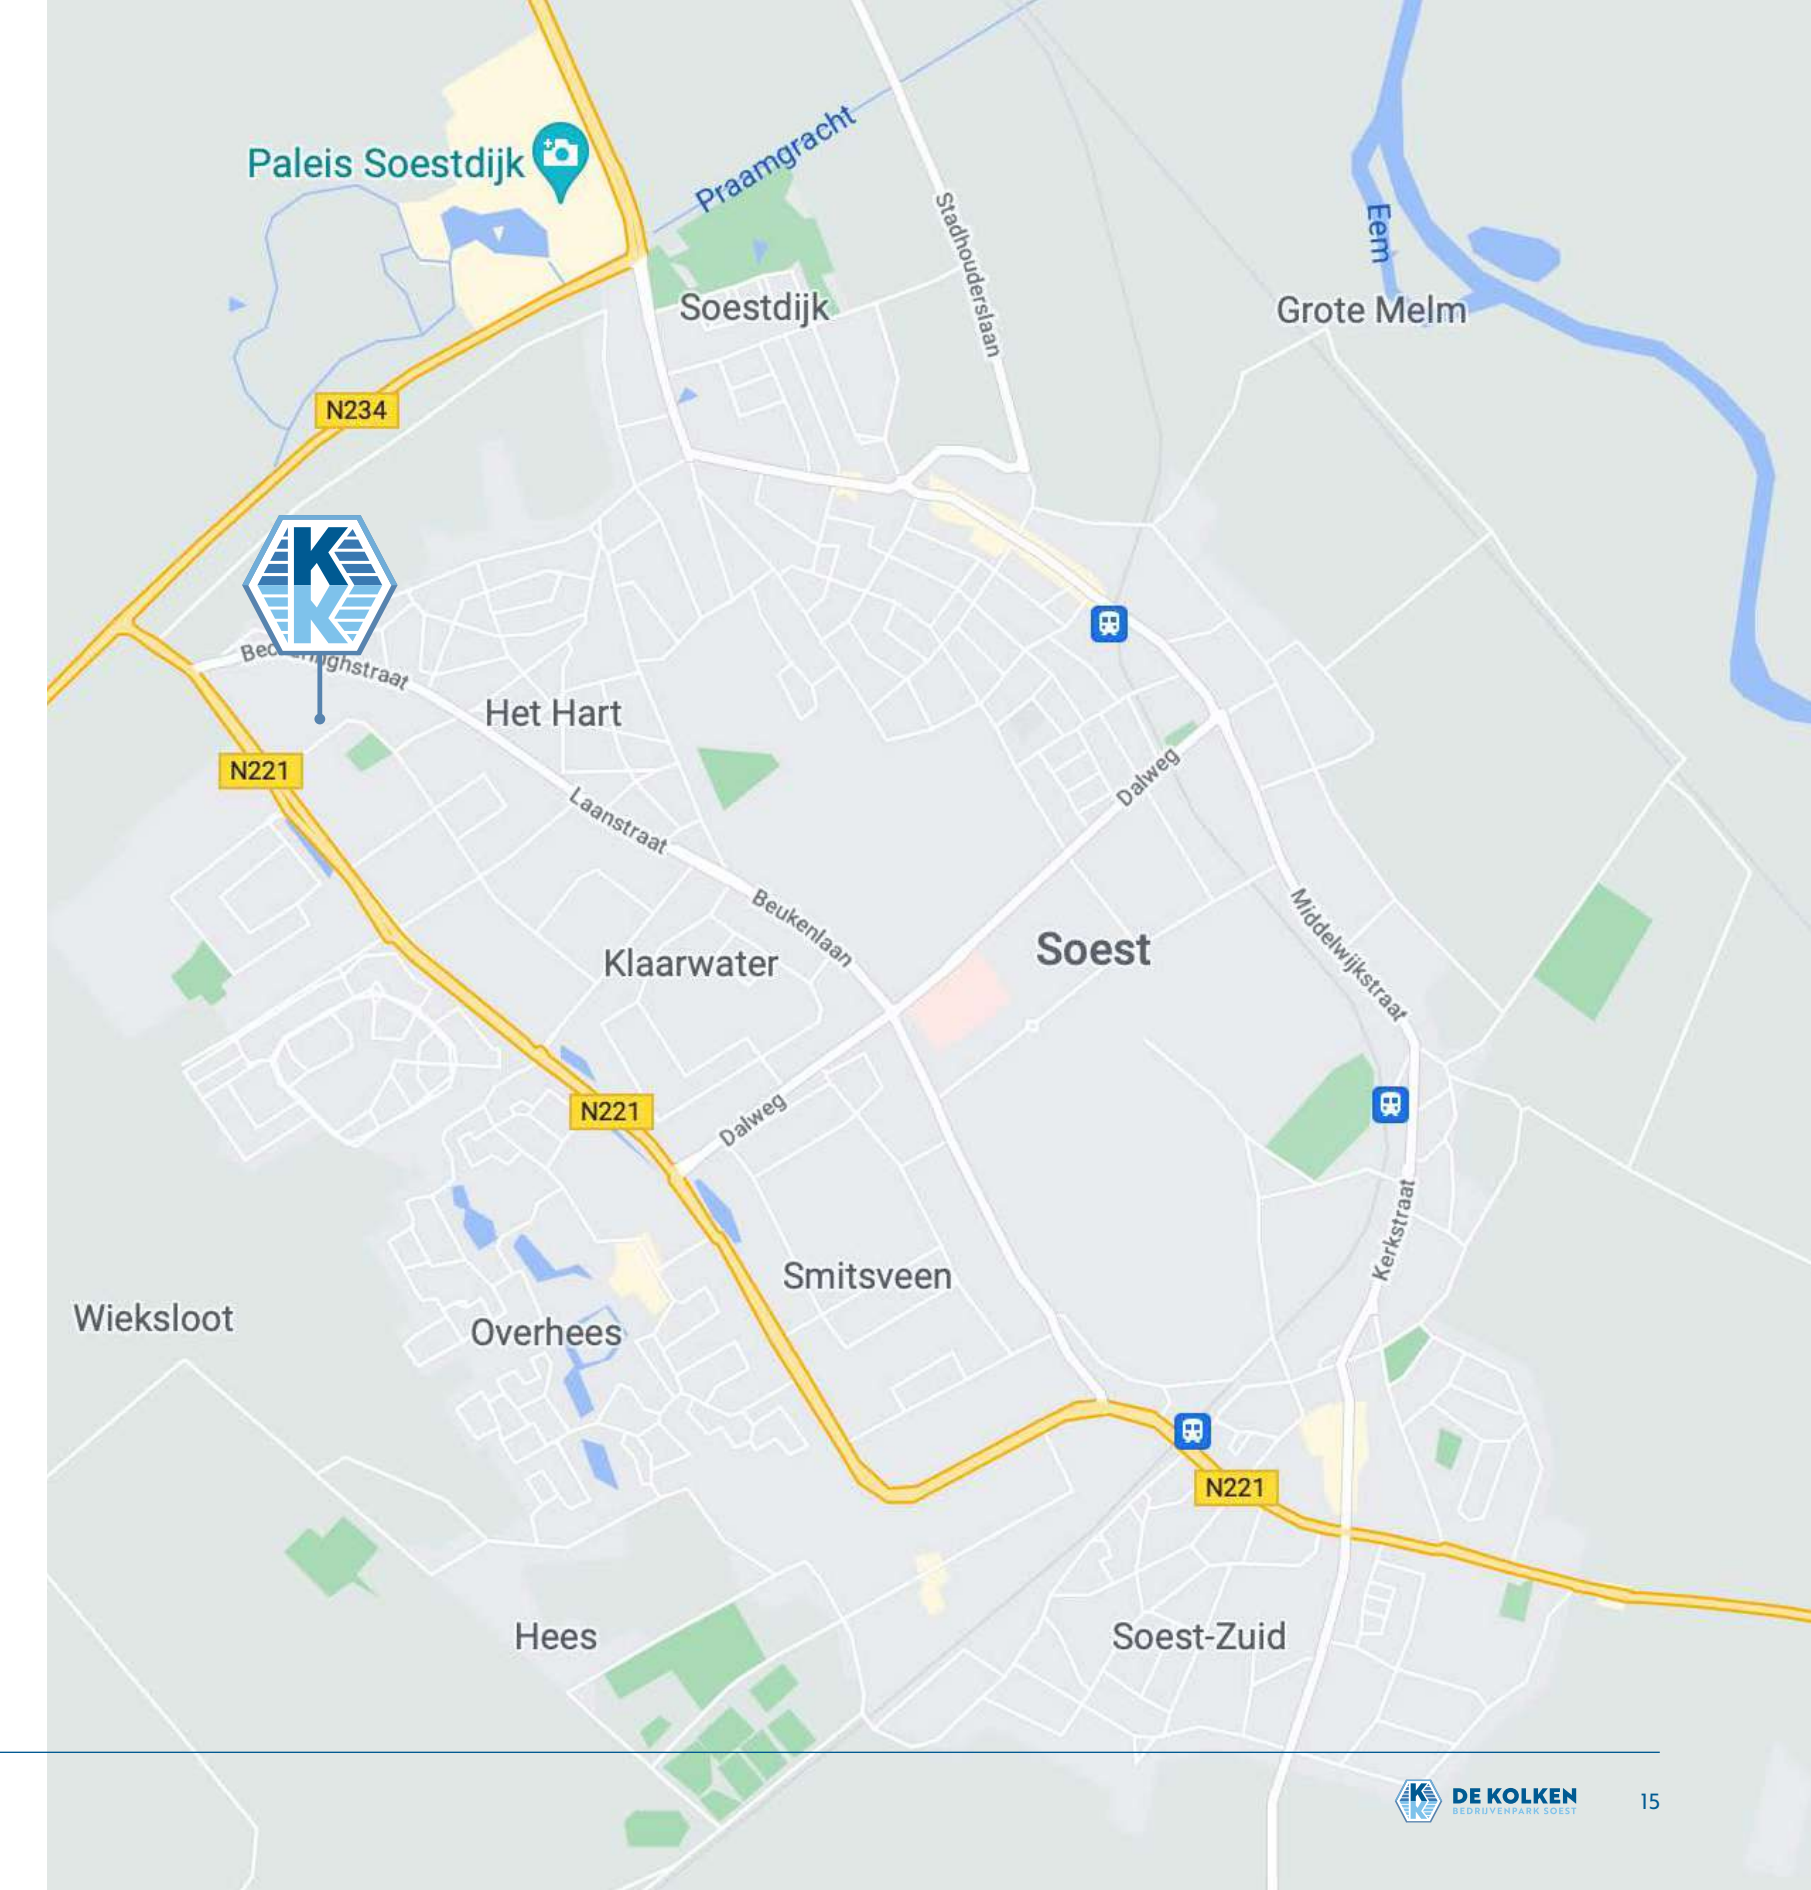 Paleis Soestdijk
Praamgracht
Stadhouderslaan
Eem
Soestdijk
Grote Melm
N234
K
K
Het Hart
N221
Laanstraat
Dalweg
Beukenlaan
Klaarwater
Soest
Middelwijkstraat
N221
Dalweg
Kerkstraat
Smitsveen
Wieksloot
Overhees
N221
Hees
Soest-Zuid
K
K
DE KOLKEN
BEDRIJVENPARK SOEST
15